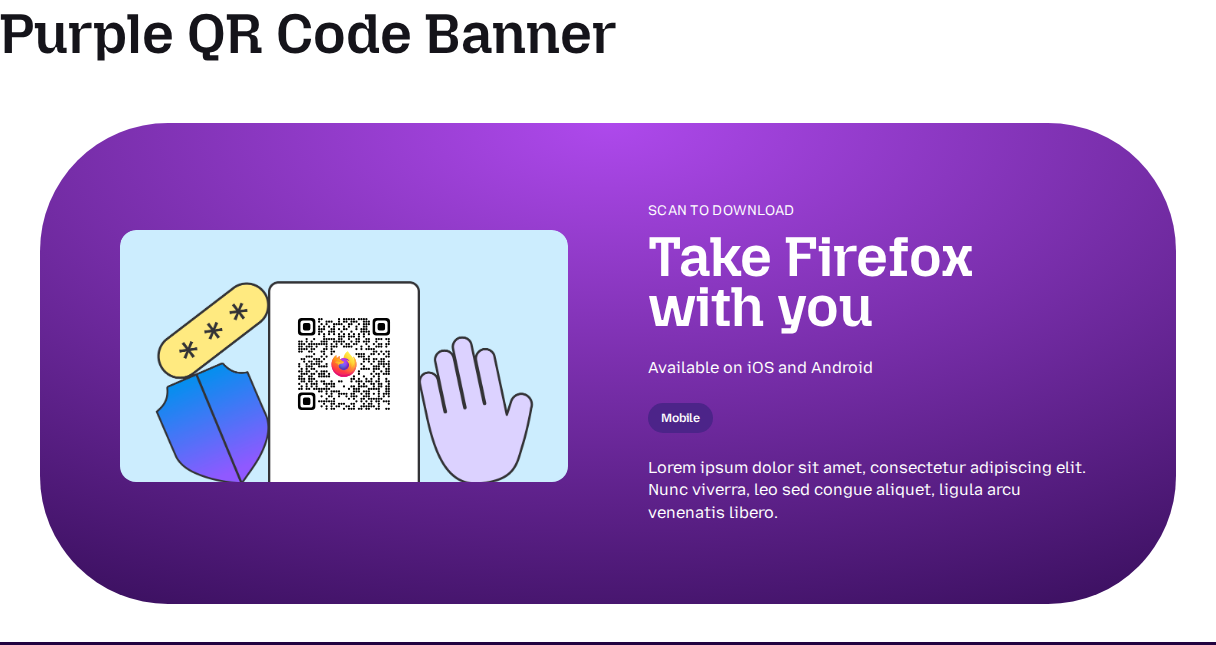 Purple QR Code Banner
SCAN TO DOWNLOAD
Take Firefox
with you
Available on iOS and Android
Mobile
Lorem ipsum dolor sit amet, consectetur adipiscing elit.
Nunc viverra, leo sed congue aliquet, ligula arcu
venenatis libero.